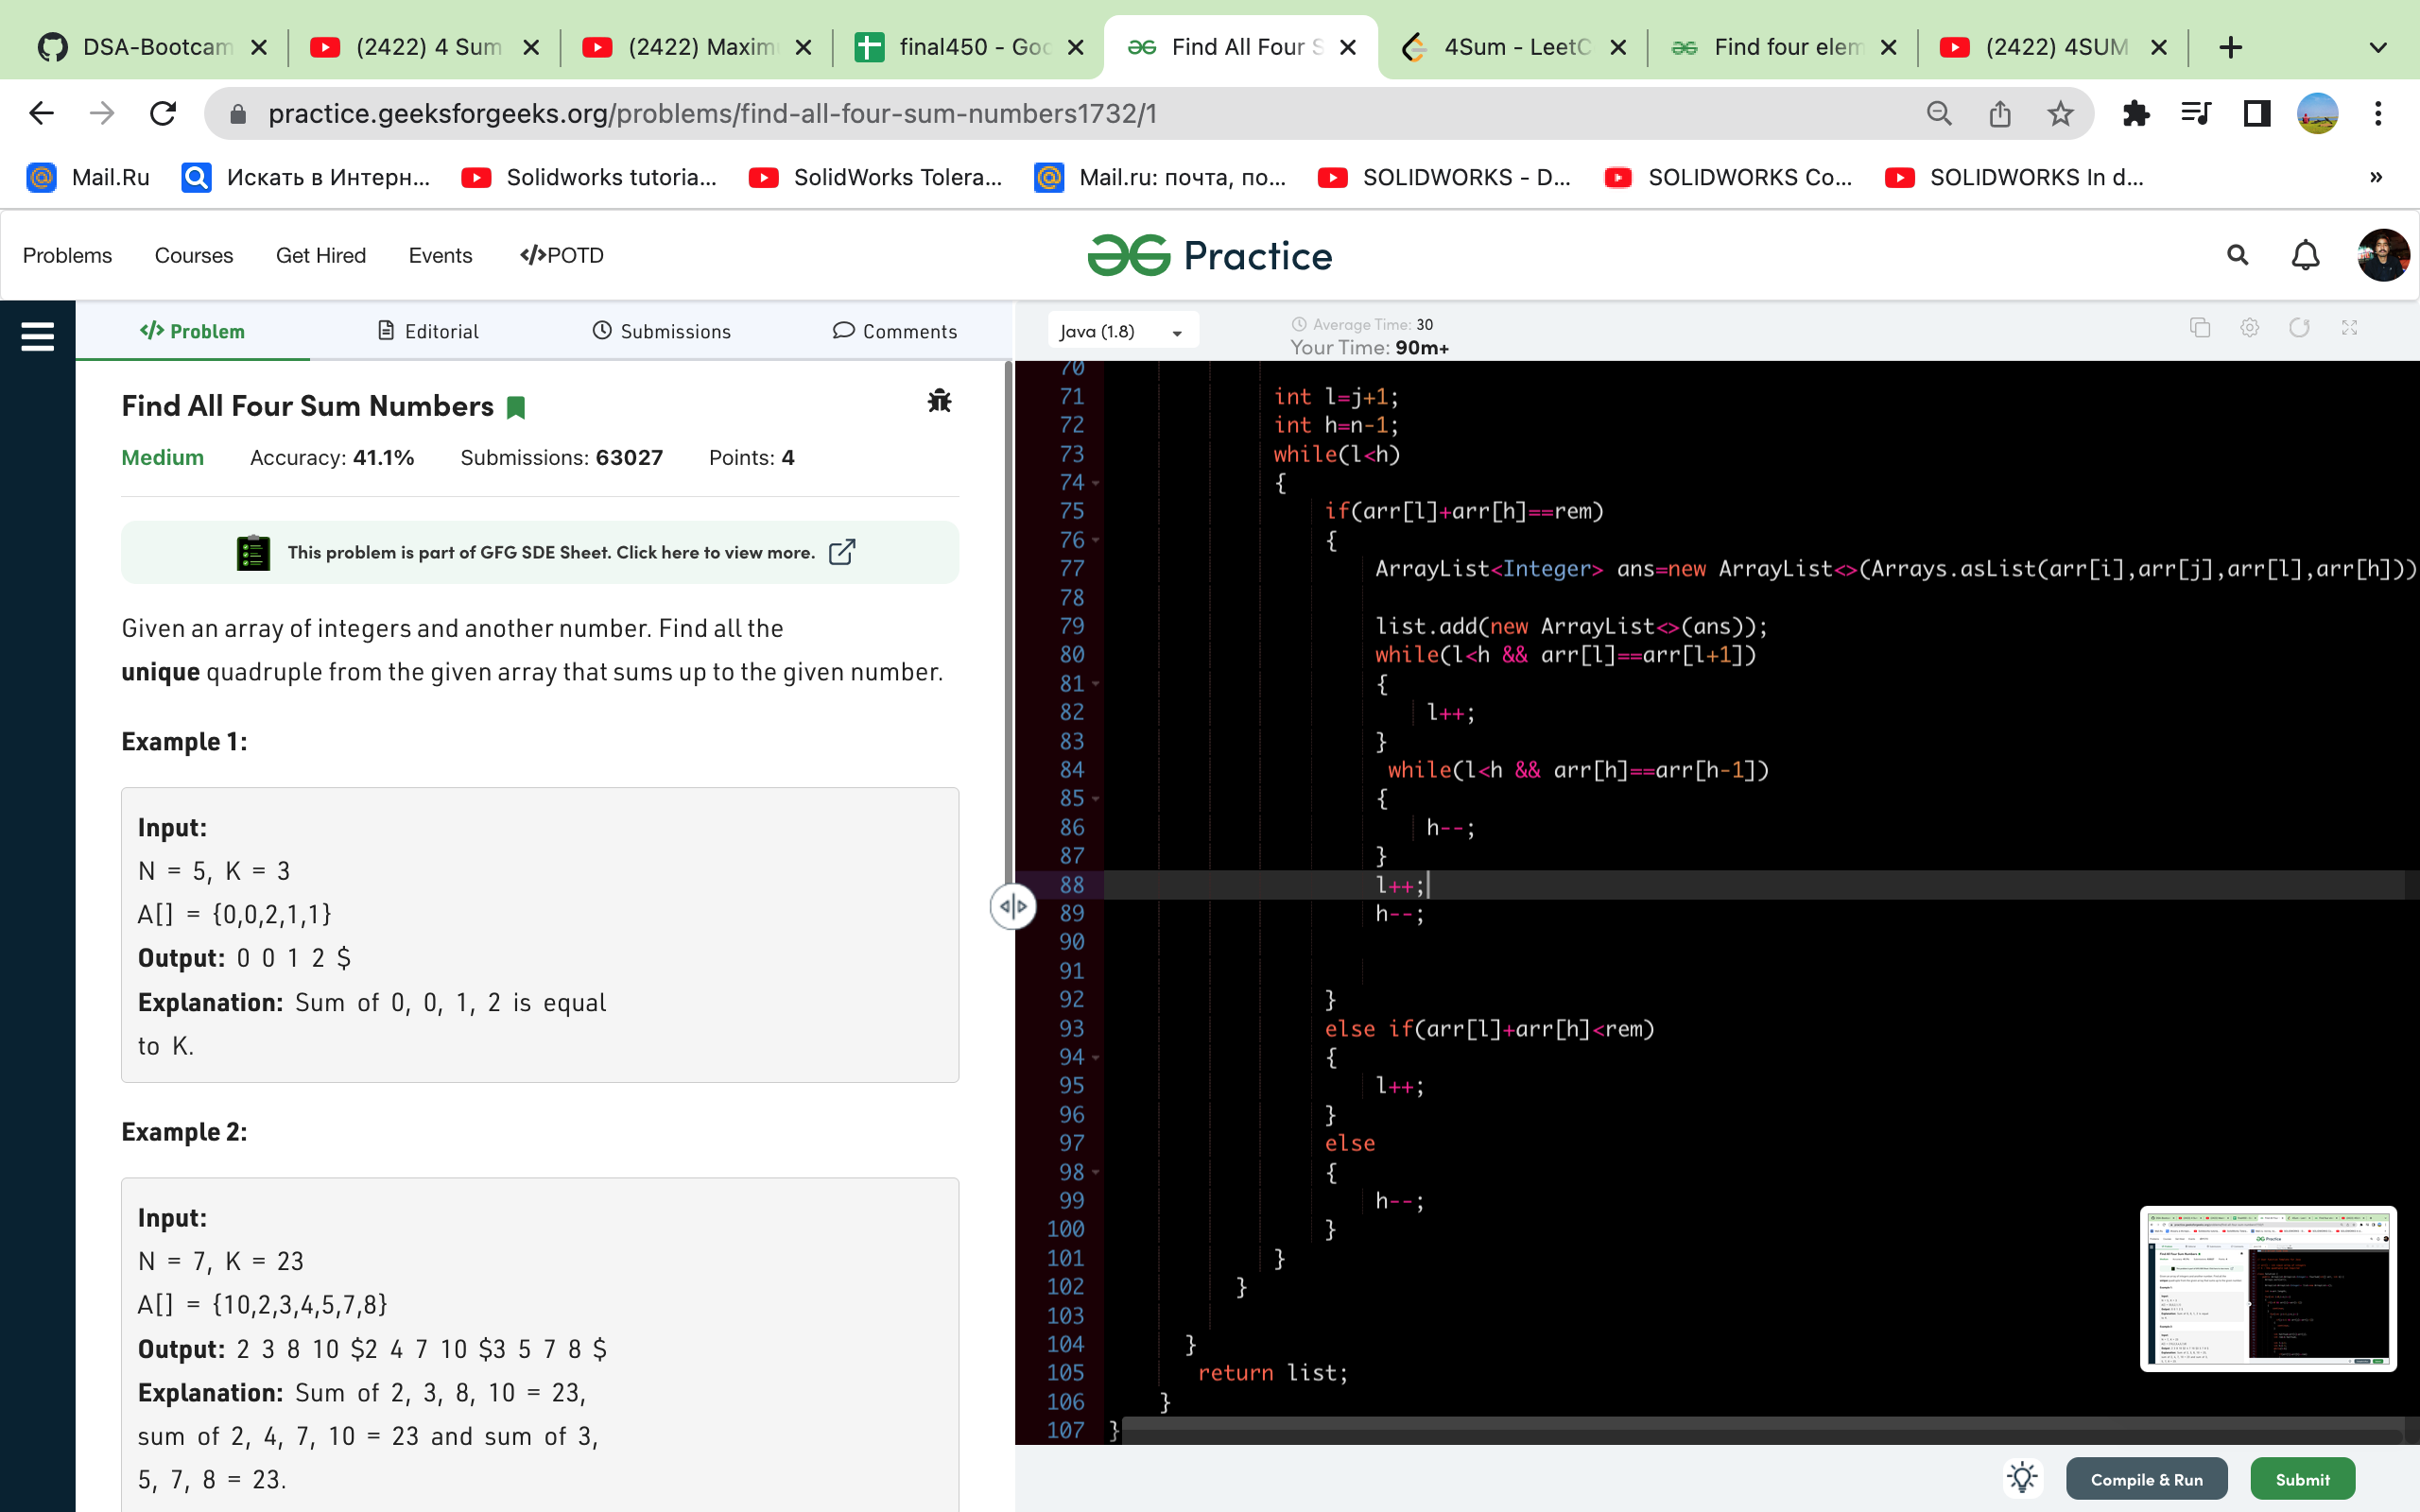 DSA-Bootcam
(2422) 4 Sum
(2422) Maxim
final450 - Goo
Find All Four S
4Sum - LeetC
Find four elem
(2422) 4SUM
practice.geeksforgeeks.org/problems/find-all-four-sum-numbers1732/1
Mail.Ru
Искать в Интерн...
Solidworks tutoria...
SolidWorks Tolera...
Mail.ru: почта, по...
SOLIDWORKS - D...
SOLIDWORKS Co...
SOLIDWORKS In d...
»
Problems
Courses
Get Hired
Events
</>POTD
Practice
</> Problem
Editorial
Submissions
Comments
Find All Four Sum Numbers
Medium Accuracy: 41.1% Submissions: 63027 Points: 4
This problem is part of GFG SDE Sheet. Click here to view more.
Given an array of integers and another number. Find all the
unique quadruple from the given array that sums up to the given number.
Example 1:
Input:
N = 5, K = 3
A[] = {0,0,2,1,1}
Output: 0 0 1 2 $
Explanation: Sum of 0, 0, 1, 2 is equal
to K.
Example 2:
Input:
N = 7, K = 23
A[] = {10,2,3,4,5,7,8}
Output: 2 3 8 10 $2 4 7 10 $3 5 7 8 $
Explanation: Sum of 2, 3, 8, 10 = 23,
sum of 2, 4, 7, 10 = 23 and sum of 3,
5, 7, 8 = 23.
Java (1.8)
Average Time: 30
Your Time: 90m+
70
71 int l=j+1;
72 int h=n-1;
73 while(l<h)
74 {
75 if(arr[l]+arr[h]==rem)
76 {
77 ArrayList<Integer> ans=new ArrayList<>(Arrays.asList(arr[i],arr[j],arr[l],arr[h]))
78
79 list.add(new ArrayList<>(ans));
80 while(l<h && arr[l]==arr[l+1])
81 {
82 l++;
83 }
84 while(l<h && arr[h]==arr[h-1])
85 {
86 h--;
87 }
88 l++;
89 h--;
90
91
92 }
93 else if(arr[l]+arr[h]<rem)
94 {
95 l++;
96 }
97 else
98 {
99 h--;
100 }
101 }
102 }
103
104 }
105 return list;
106 }
107 }
Compile & Run
Submit